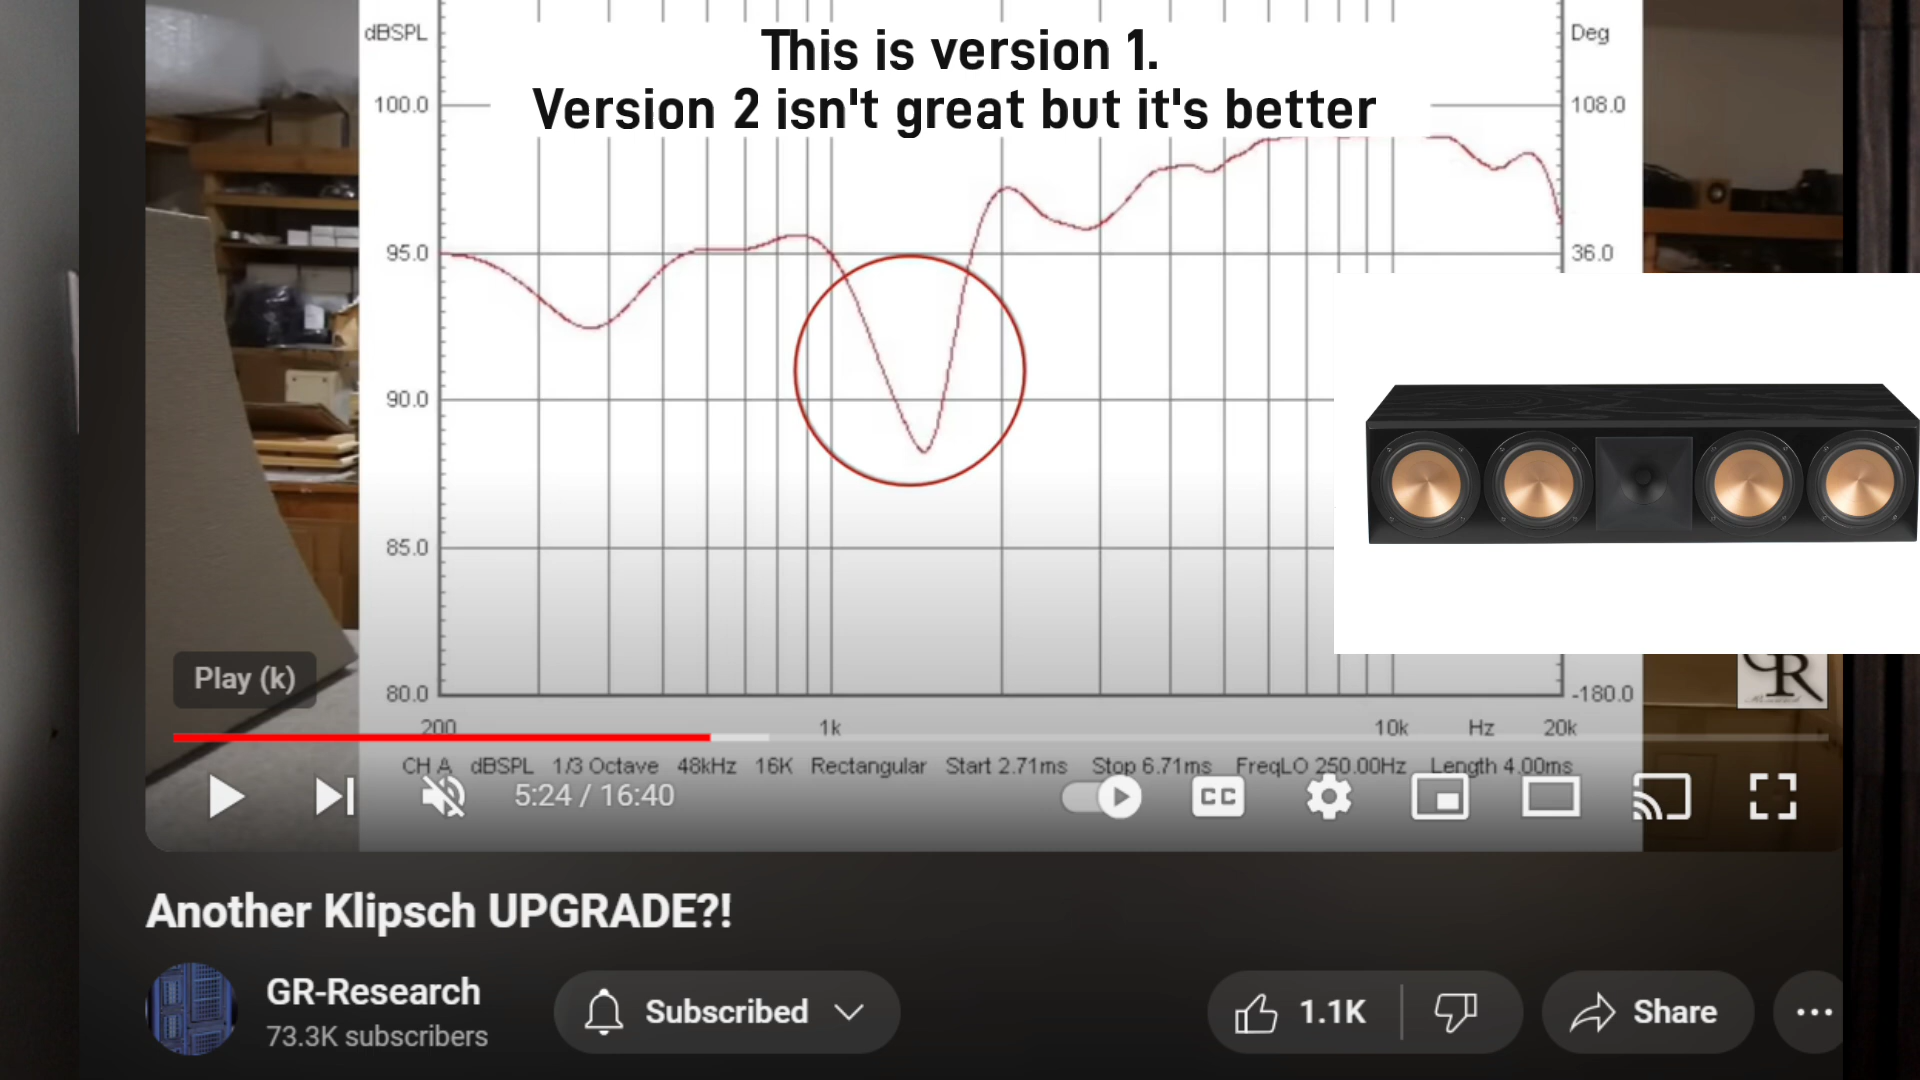 dBSPL
Deg
This is version 1.
Version 2 isn't great but it's better
100.0
108.0
95.0
36.0
90.0
85.0
Play (k)
80.0
-180.0
200
1k
10k
Hz
20k
CH A dBSPL 1/3 Octave 48kHz 16K Rectangular Start 2.71ms Stop 6.71ms FreqLO 250.00Hz Length 4.00ms
5:24 / 16:40
CC
Another Klipsch UPGRADE?!
GR-Research
73.3K subscribers
Subscribed
1.1K
Share